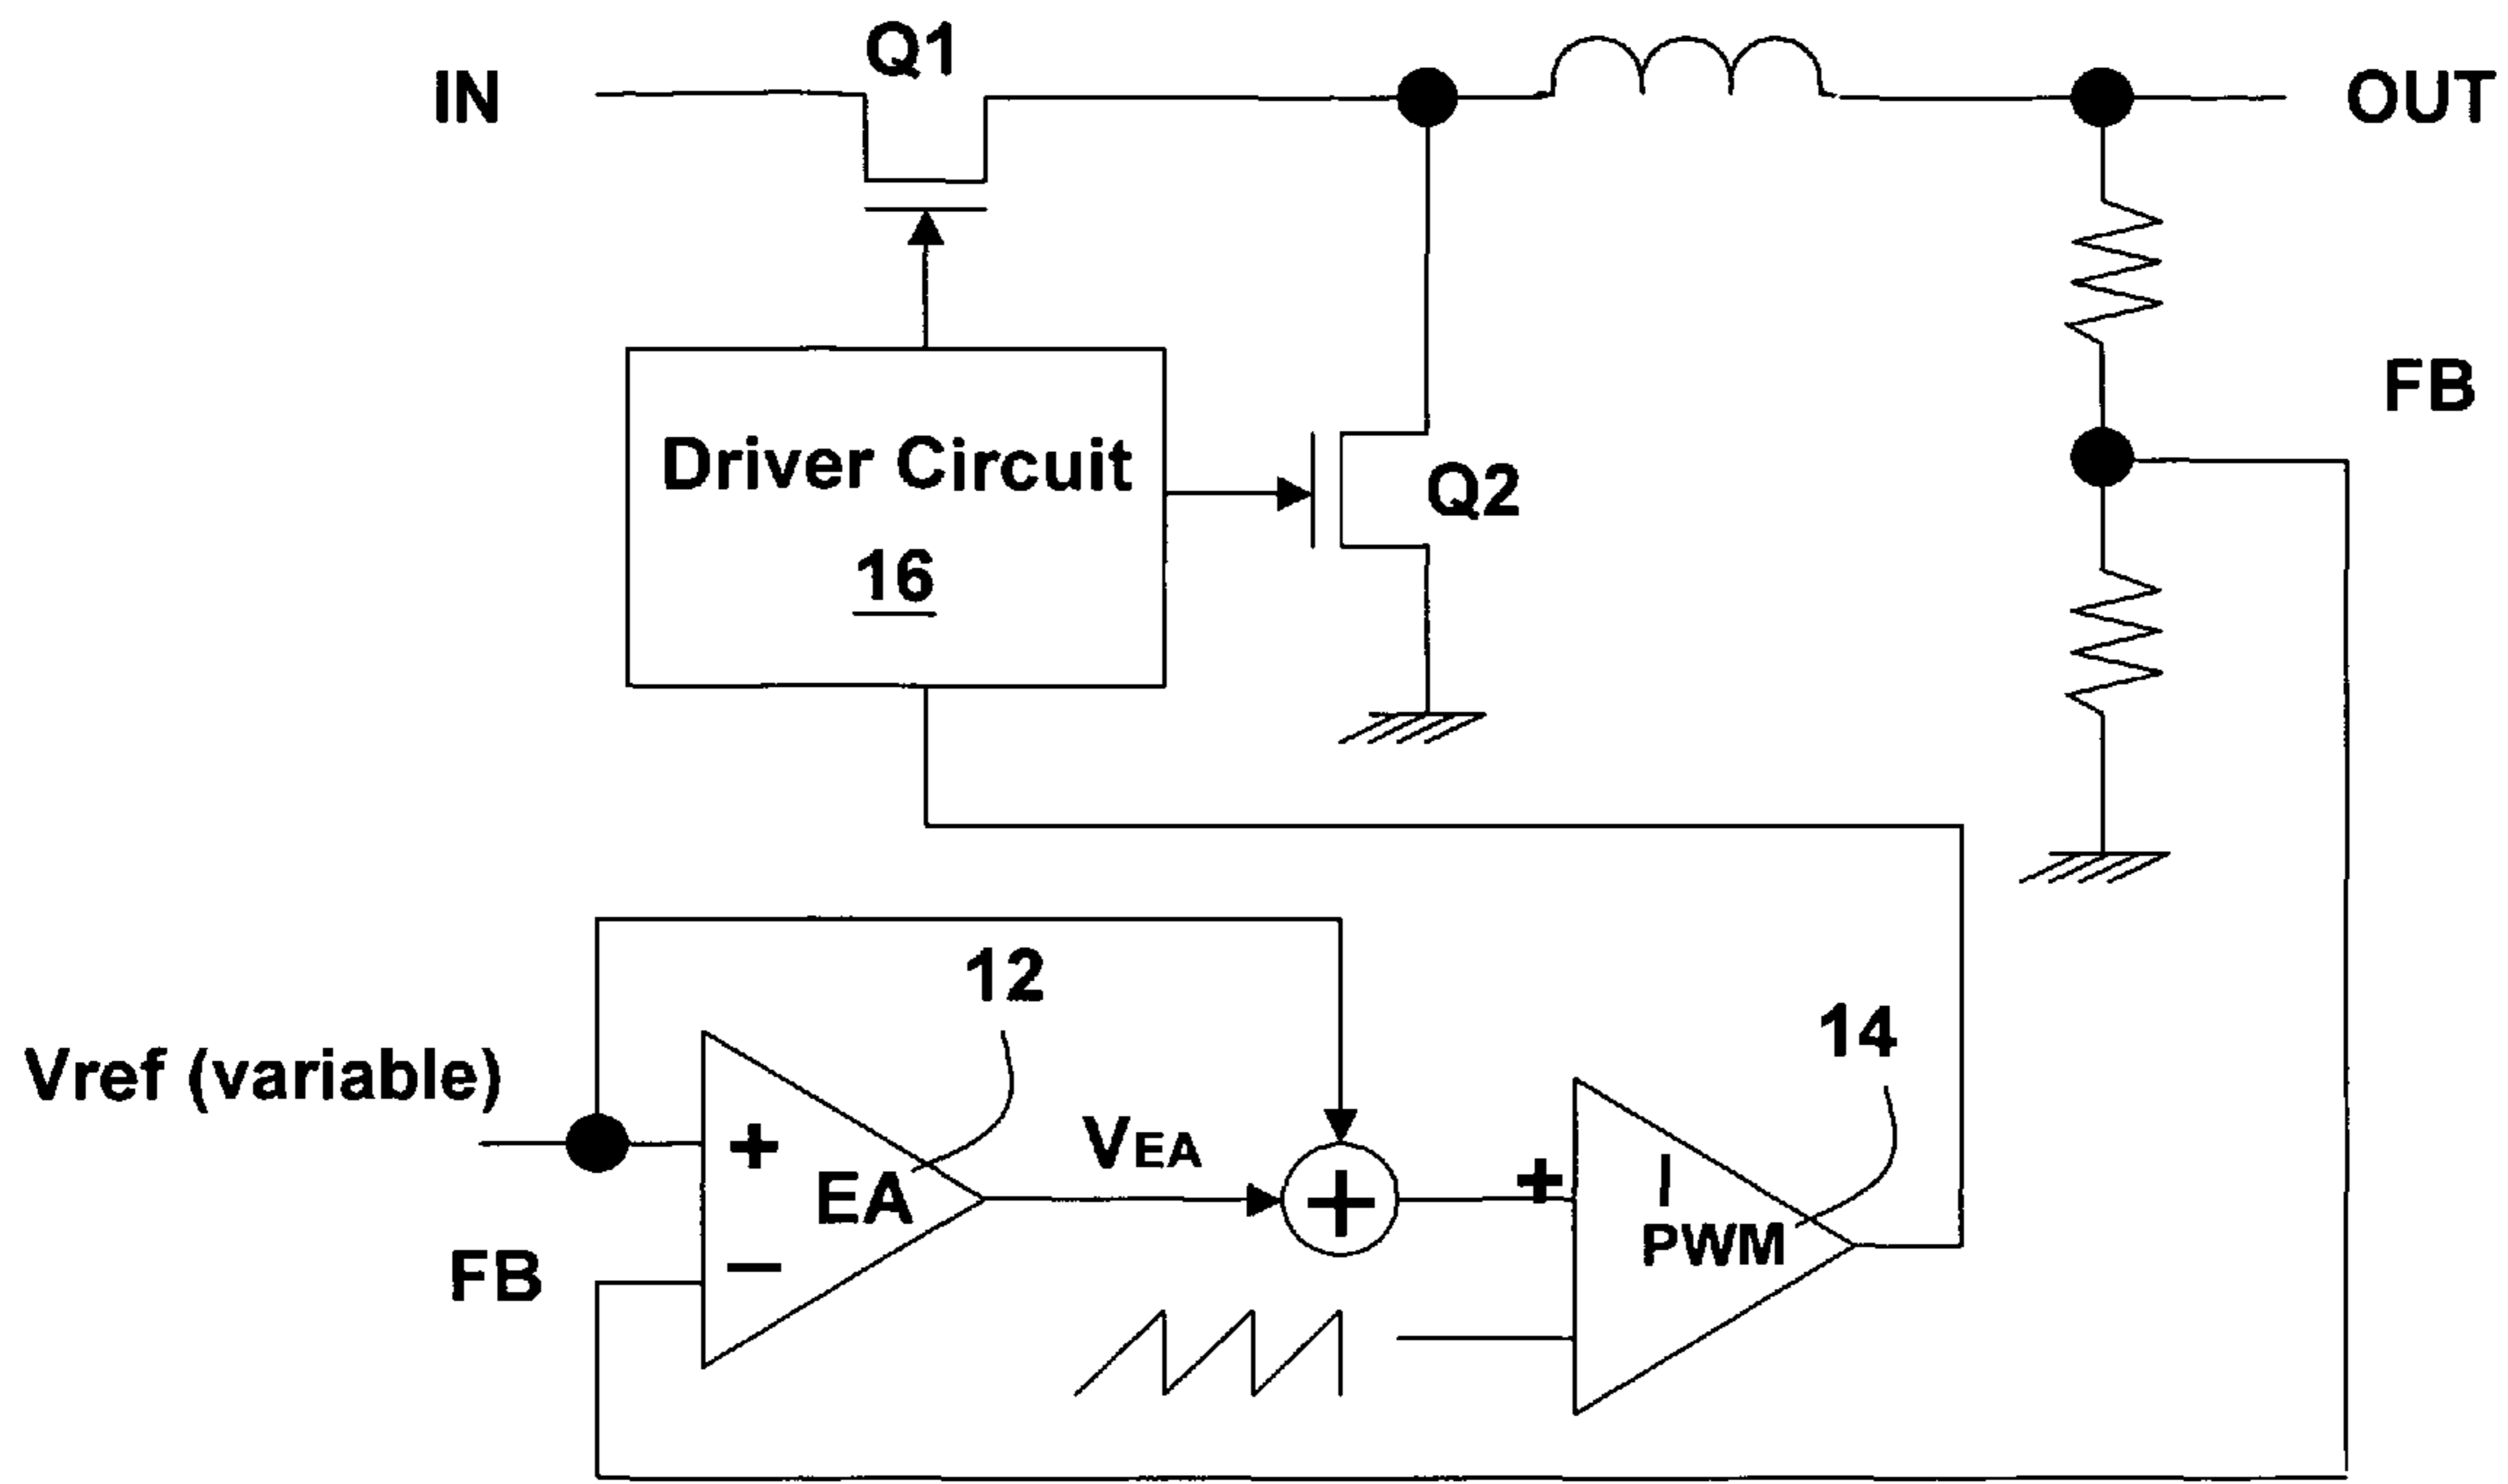 Q1
IN
OUT
FB
Driver Circuit
16
Q2
12
14
Vref (variable)
+
VEA
EA
+
+
PWM
FB
−